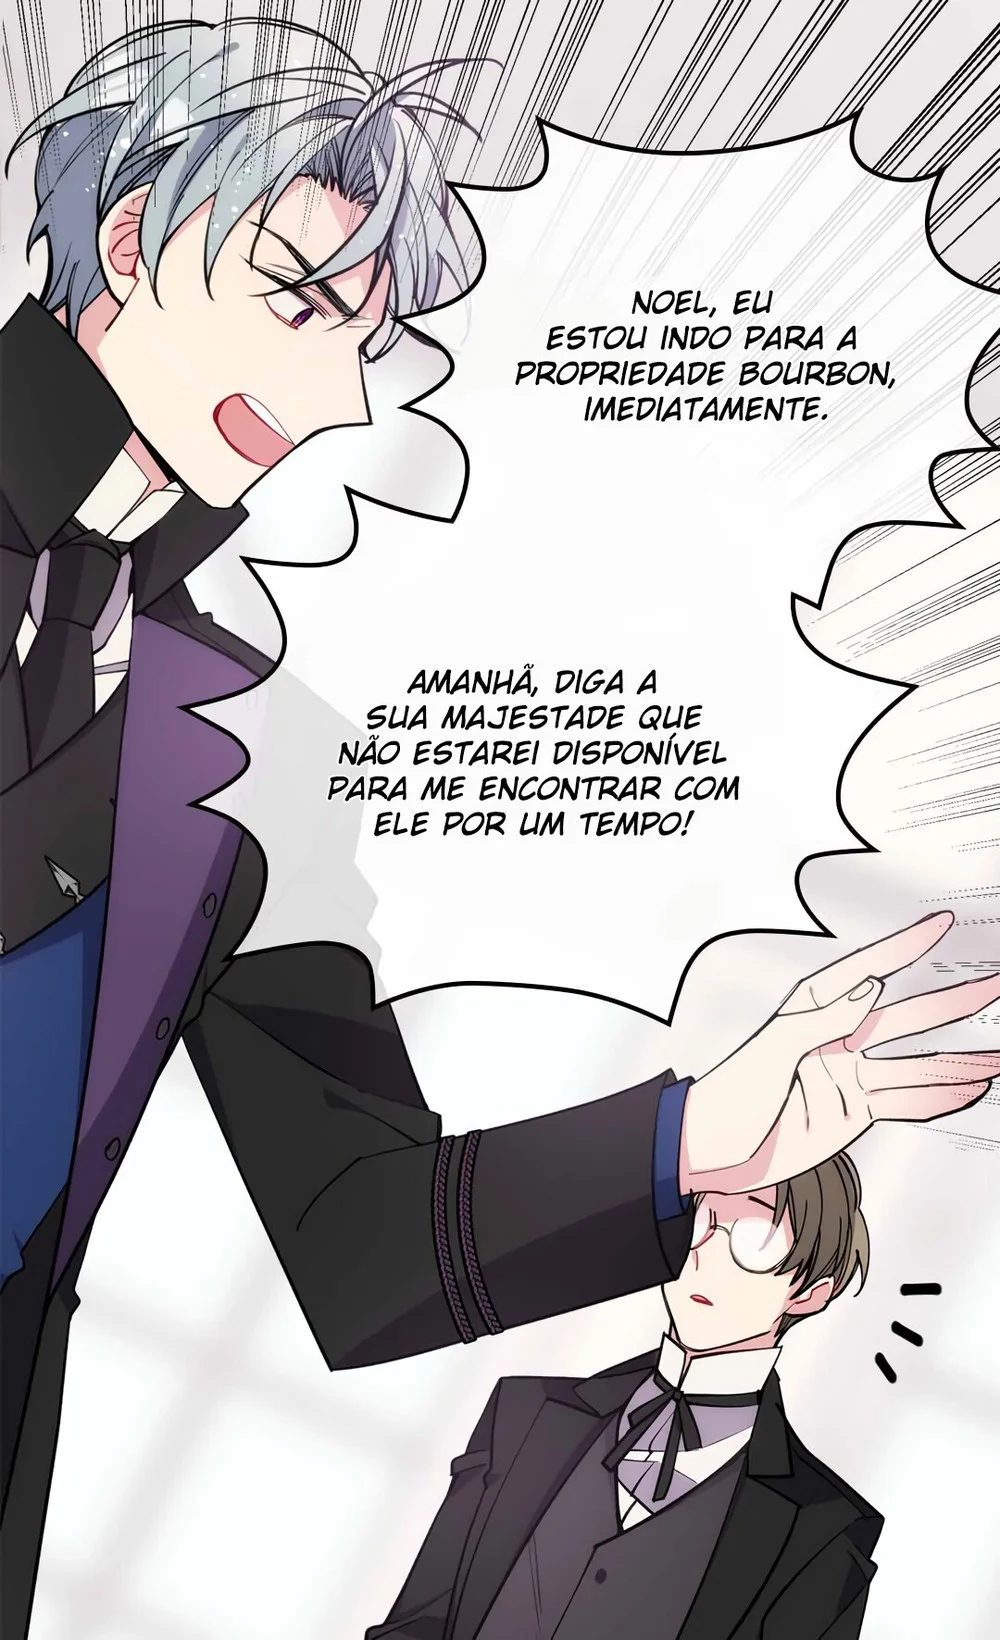 NOEL, EU
ESTOU INDO PARA A
PROPRIEDADE BOURBON,
IMEDIATAMENTE.
AMANHÃ, DIGA A
SUA MAJESTADE QUE
NÃO ESTAREI DISPONÍVEL
PARA ME ENCONTRAR COM
ELE POR UM TEMPO!